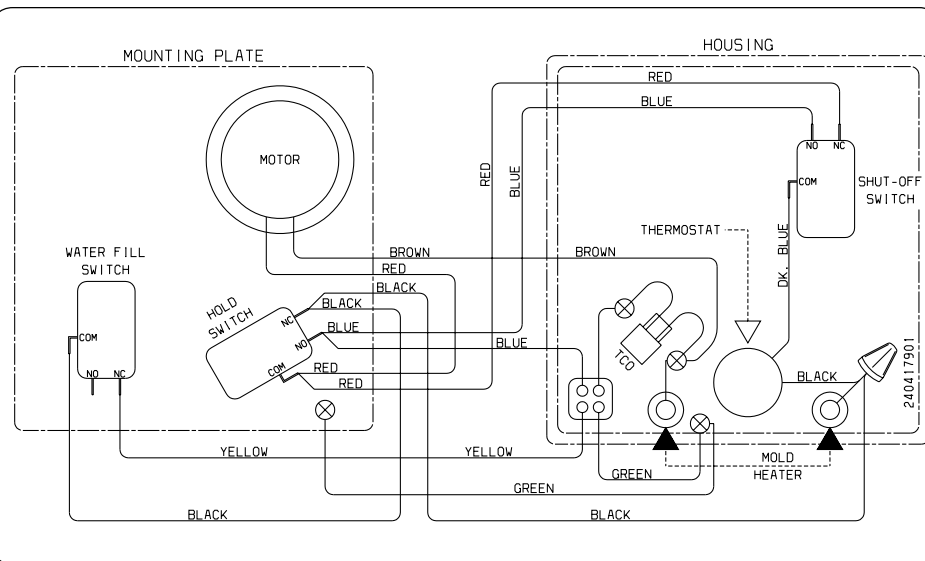 MOUNTING PLATE
HOUSING
RED
BLUE
MOTOR
NO NC
COM
SHUT-OFF
SWITCH
RED
BLUE
THERMOSTAT
DK. BLUE
WATER FILL
SWITCH
BROWN
BROWN
RED
BLACK
BLACK
HOLD
SWITCH
NC
NO
COM
BLUE
BLUE
COM
NO NC
TCO
RED
RED
BLACK
240417901
YELLOW
YELLOW
MOLD
HEATER
GREEN
GREEN
BLACK
BLACK